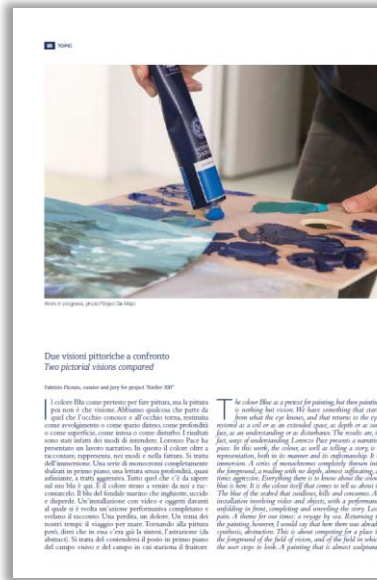 TOPIC
Work in progress, photo Filippo De Majo
Due visioni pittoriche a confronto
Two pictorial visions compared
Fabrizio Pizzuto, curator and jury for project
Il colore Blu come pretesto per fare pittura, ma la pittura
poi non è che visione. Abbiamo qualcosa che parte da
quel che l'occhio conosce e all'occhio torna, restituita
come avvolgimento o come spazio disteso, come profondità
o come superficie, come intesa o come disturbo. I risultati
sono stati infatti dei modi di intendere. Lorenzo Pace ha
presentato un lavoro narrativo. In questo il colore oltre a
raccontare, rappresenta, nei modi e nella fattura. Si tratta
dell'immersione. Una serie di monocromi completamente
sbalzati in primo piano, una lettura senza profondità, quasi
asfissiante, a tratti aggressiva. Tutto quel che c'è da sapere
sul mio blu è qui. È il colore stesso a venire da noi a rac-
contarcelo. Il blu del fondale marino che inghiotte, uccide
e disperde. Un'installazione con video e oggetti davanti
al quale si è svolta un'azione performativa completano e
svelano il racconto. Una perdita, un dolore. Un tema dei
nostri tempi: il viaggio per mare. Tornando alla pittura
però, direi che in essa c'era già la sintesi, l'astrazione (da
abstract). Si tratta del contendersi il posto in primo piano
del campo visivo e del campo in cui staziona il fruitore.
The colour Blue as a pretext for painting, but then painting
is nothing but vision. We have something that star
from what the eye knows, and that returns to the eye
restored as a coil or as an extended space, as depth or as su
face, as an understanding or as disturbance. The results are, i
fact, ways of understanding. Lorenzo Pace presents a narrati
piece. In this work, the colour, as well as telling a story, is
representation, both in its manner and its craftsmanship. It
immersion. A series of monochromes completely thrown int
the foreground, a reading with no depth, almost suffocating, a
times aggressive. Everything there is to know about the colo
blue is here. It is the colour itself that comes to tell us about i
The blue of the seabed that swallows, kills and consumes. A
installation involving video and objects, with a performan
unfolding in front, completing and unveiling the story. Los
pain. A theme for our times: a voyage by sea. Returning t
the painting, however, I would say that here there was alread
synthesis, abstraction. This is about competing for a place i
the foreground of the field of vision, and of the field in whic
the user stops to look. A painting that is almost sculptura